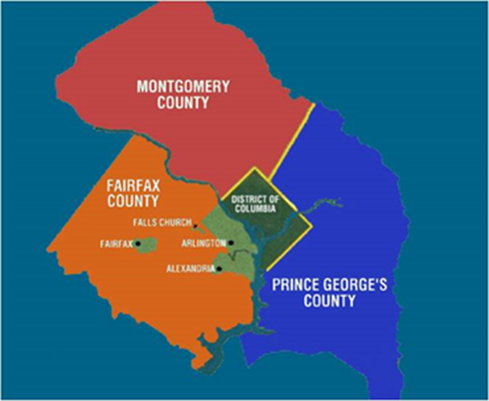 MONTGOMERY
COUNTY
FAIRFAX
COUNTY
DISTRICT OF
COLUMBIA
FALLS CHURCH
FAIRFAX
ARLINGTON
ALEXANDRIA
PRINCE GEORGE'S
COUNTY